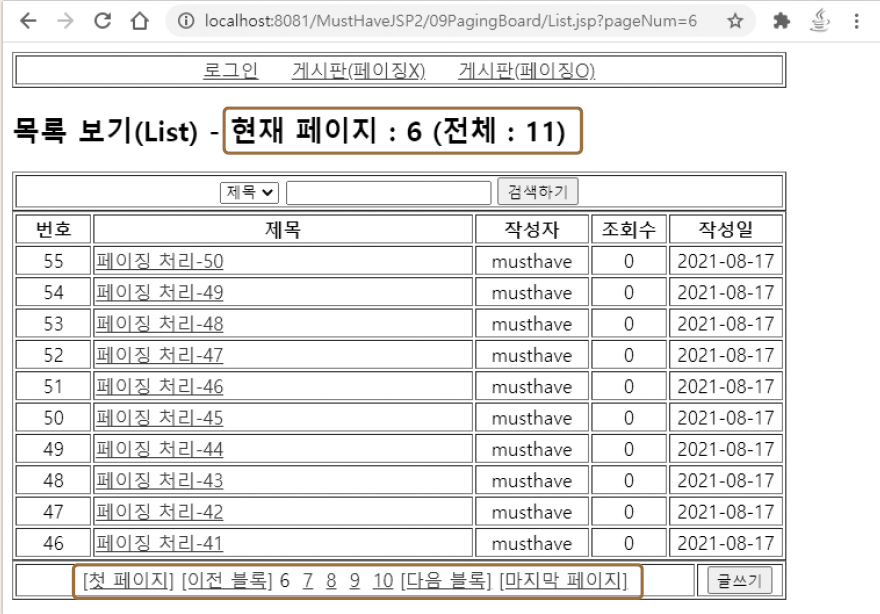 localhost:8081/MustHaveJSP2/09PagingBoard/List.jsp?pageNum=6
로그인 게시판(페이징X) 게시판(페이징O)
목록 보기(List) - 현재 페이지 : 6 (전체 : 11)
제목 검색하기
번호 제목 작성자 조회수 작성일
55 페이징 처리-50 musthave 0 2021-08-17
54 페이징 처리-49 musthave 0 2021-08-17
53 페이징 처리-48 musthave 0 2021-08-17
52 페이징 처리-47 musthave 0 2021-08-17
51 페이징 처리-46 musthave 0 2021-08-17
50 페이징 처리-45 musthave 0 2021-08-17
49 페이징 처리-44 musthave 0 2021-08-17
48 페이징 처리-43 musthave 0 2021-08-17
47 페이징 처리-42 musthave 0 2021-08-17
46 페이징 처리-41 musthave 0 2021-08-17
[첫 페이지] [이전 블록] 6 7 8 9 10 [다음 블록] [마지막 페이지] 글쓰기